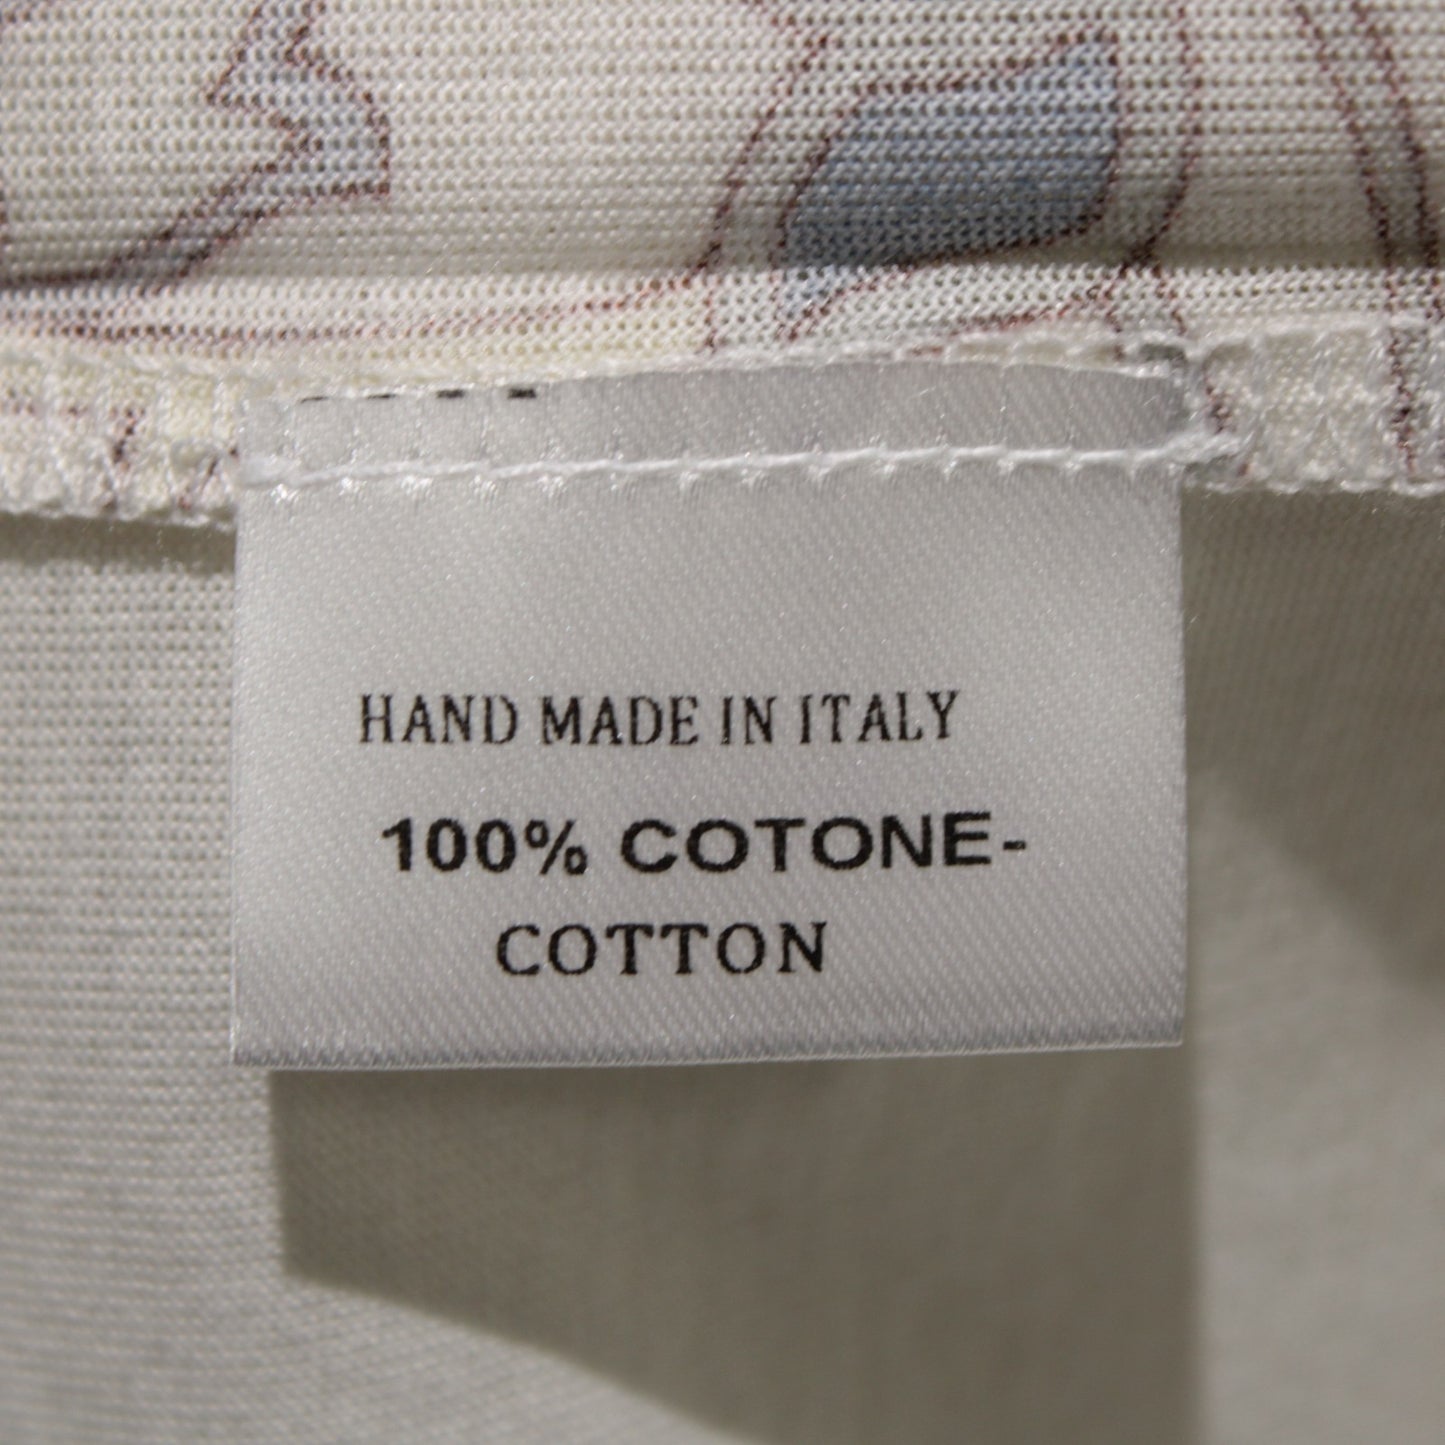 HAND MADE IN ITALY
100% COTONE-
COTTON